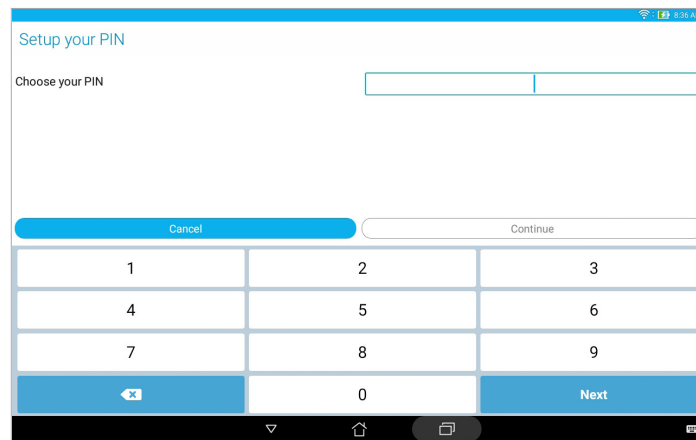 8:36 A
Setup your PIN
Choose your PIN
Cancel Continue
1 2 3
4 5 6
7 8 9
0 Next